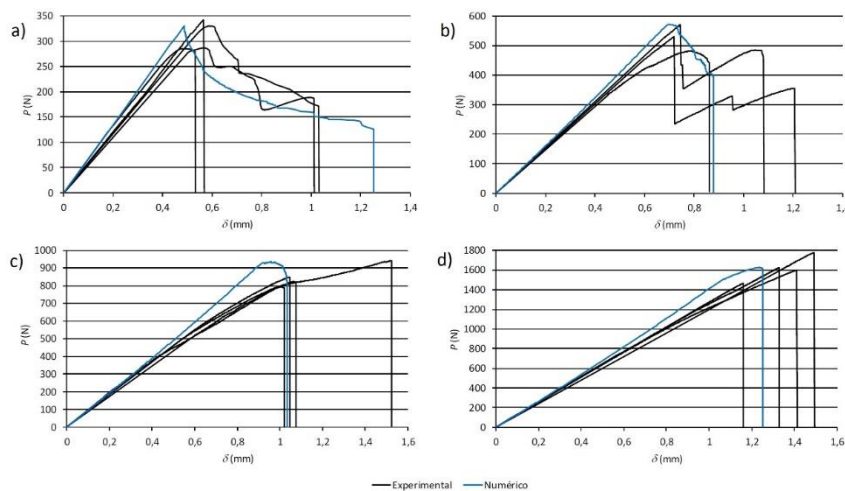 a)
350
300
250
200
150
100
50
0
P (N)
0 0,2 0,4 0,6 0,8 1 1,2 1,4
δ (mm)
b)
600
500
400
300
200
100
0
P (N)
0 0,2 0,4 0,6 0,8 1 1,2 1,4
δ (mm)
c)
1000
900
800
700
600
500
400
300
200
100
0
P (N)
0 0,2 0,4 0,6 0,8 1 1,2 1,4 1,6
δ (mm)
d)
1800
1600
1400
1200
1000
800
600
400
200
0
P (N)
0 0,2 0,4 0,6 0,8 1 1,2 1,4 1,6
δ (mm)
Experimental Numérico